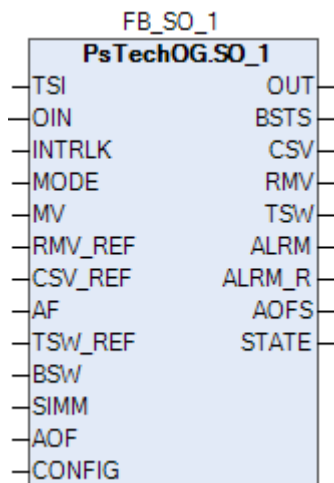 FB_SO_1
PsTechOG.SO_1
TSI OUT
OIN BSTS
INTRLK CSV
MODE RMV
MV TSW
RMV_REF ALRM
CSV_REF ALRM_R
AF AOFS
TSW_REF STATE
BSW
SIMM
AOF
CONFIG